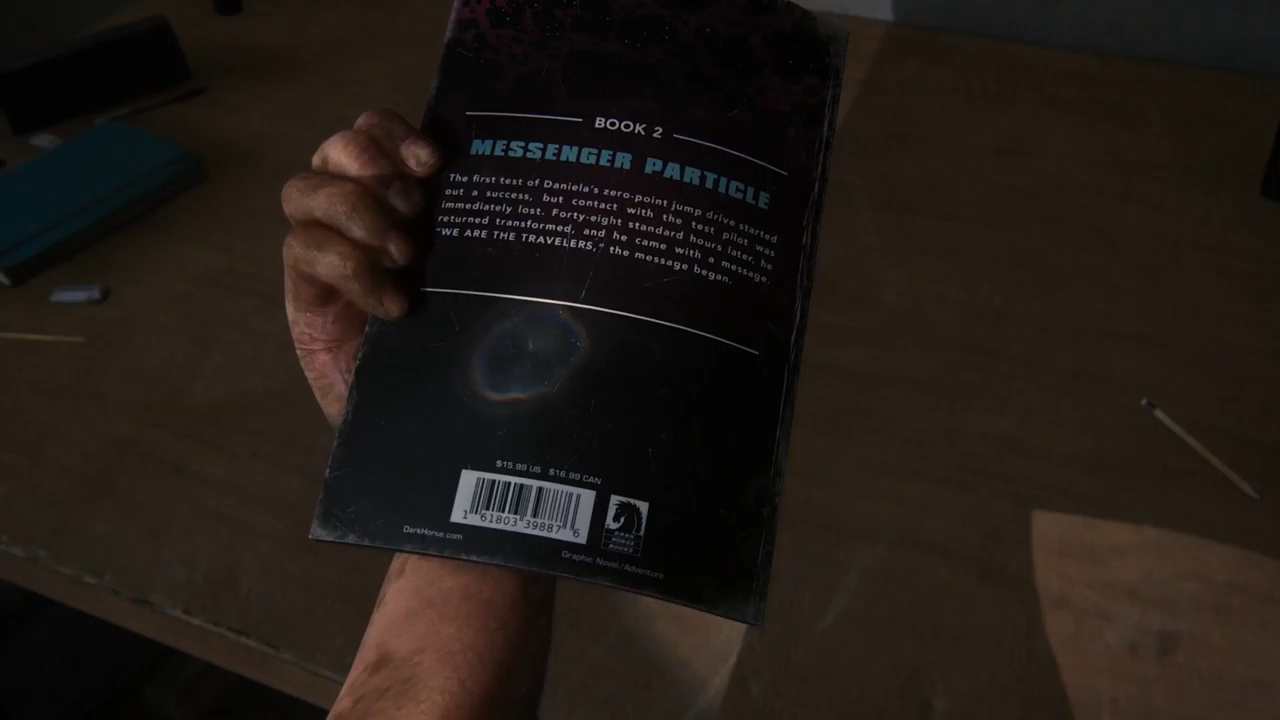 BOOK 2
MESSENGER PARTICLE
The first test of Daniela's zero-point jump drive started
out a success, but contact with the test pilot was
immediately lost. Forty-eight standard hours later, he
returned transformed, and he came with a message.
"WE ARE THE TRAVELERS," the message began.
$15.99 US $16.99 CAN
1 61803 39887 6
DARK
HORSE
BOOKS
DarkHorse.com
Graphic Novel/Adventure